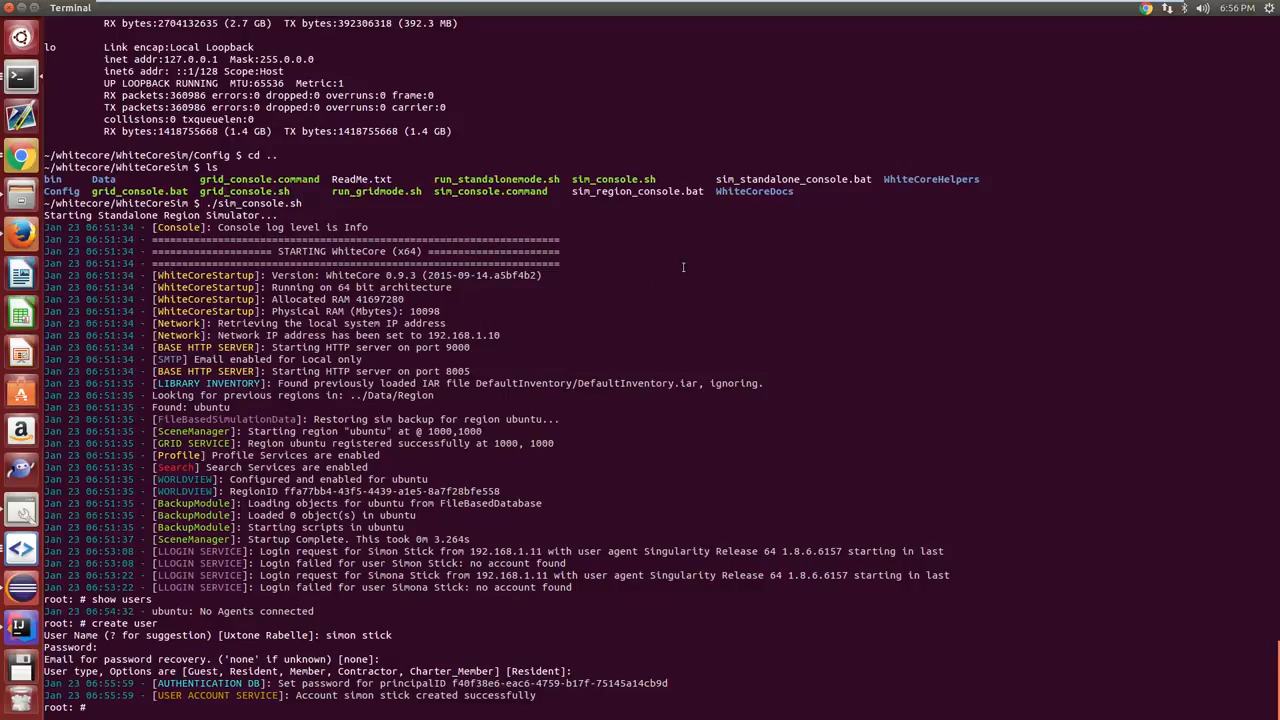 Terminal
6:56 PM
RX bytes:2704132635 (2.7 GB)  TX bytes:392306318 (392.3 MB)
lo        Link encap:Local Loopback
inet addr:127.0.0.1  Mask:255.0.0.0
inet6 addr: ::1/128 Scope:Host
UP LOOPBACK RUNNING  MTU:65536  Metric:1
RX packets:360986 errors:0 dropped:0 overruns:0 frame:0
TX packets:360986 errors:0 dropped:0 overruns:0 carrier:0
collisions:0 txqueuelen:0
RX bytes:1418755668 (1.4 GB)  TX bytes:1418755668 (1.4 GB)
~/whitecore/WhiteCoreSim/Config $ cd ..
~/whitecore/WhiteCoreSim $ ls
bin     Data              grid_console.command  ReadMe.txt       run_standalonemode.sh  sim_console.sh          sim_standalone_console.bat  WhiteCoreHelpers
Config  grid_console.bat  grid_console.sh       run_gridmode.sh  sim_console.command    sim_region_console.bat  WhiteCoreDocs
~/whitecore/WhiteCoreSim $ ./sim_console.sh
Starting Standalone Region Simulator...
Jan 23 06:51:34 - [Console]: Console log level is Info
Jan 23 06:51:34 - ====================================================================
Jan 23 06:51:34 - ==================== STARTING WhiteCore (x64) ======================
Jan 23 06:51:34 - ====================================================================
Jan 23 06:51:34 - [WhiteCoreStartup]: Version: WhiteCore 0.9.3 (2015-09-14.a5bf4b2)
Jan 23 06:51:34 - [WhiteCoreStartup]: Running on 64 bit architecture
Jan 23 06:51:34 - [WhiteCoreStartup]: Allocated RAM 41697280
Jan 23 06:51:34 - [WhiteCoreStartup]: Physical RAM (Mbytes): 10098
Jan 23 06:51:34 - [Network]: Retrieving the local system IP address
Jan 23 06:51:34 - [Network]: Network IP address has been set to 192.168.1.10
Jan 23 06:51:34 - [BASE HTTP SERVER]: Starting HTTP server on port 9000
Jan 23 06:51:34 - [SMTP] Email enabled for Local only
Jan 23 06:51:34 - [BASE HTTP SERVER]: Starting HTTP server on port 8005
Jan 23 06:51:35 - [LIBRARY INVENTORY]: Found previously loaded IAR file DefaultInventory/DefaultInventory.iar, ignoring.
Jan 23 06:51:35 - Looking for previous regions in: ../Data/Region
Jan 23 06:51:35 - Found: ubuntu
Jan 23 06:51:35 - [FileBasedSimulationData]: Restoring sim backup for region ubuntu...
Jan 23 06:51:35 - [SceneManager]: Starting region "ubuntu" at @ 1000,1000
Jan 23 06:51:35 - [GRID SERVICE]: Region ubuntu registered successfully at 1000, 1000
Jan 23 06:51:35 - [Profile] Profile Services are enabled
Jan 23 06:51:35 - [Search] Search Services are enabled
Jan 23 06:51:35 - [WORLDVIEW]: Configured and enabled for ubuntu
Jan 23 06:51:35 - [WORLDVIEW]: RegionID ffa77bb4-43f5-4439-a1e5-8a7f28bfe558
Jan 23 06:51:35 - [BackupModule]: Loading objects for ubuntu from FileBasedDatabase
Jan 23 06:51:35 - [BackupModule]: Loaded 0 object(s) in ubuntu
Jan 23 06:51:35 - [BackupModule]: Starting scripts in ubuntu
Jan 23 06:51:37 - [SceneManager]: Startup Complete. This took 0m 3.264s
Jan 23 06:53:08 - [LLOGIN SERVICE]: Login request for Simon Stick from 192.168.1.11 with user agent Singularity Release 64 1.8.6.6157 starting in last
Jan 23 06:53:08 - [LLOGIN SERVICE]: Login failed for user Simon Stick: no account found
Jan 23 06:53:22 - [LLOGIN SERVICE]: Login request for Simona Stick from 192.168.1.11 with user agent Singularity Release 64 1.8.6.6157 starting in last
Jan 23 06:53:22 - [LLOGIN SERVICE]: Login failed for user Simona Stick: no account found
root: # show users
Jan 23 06:54:32 - ubuntu: No Agents connected
root: # create user
User Name (? for suggestion) [Uxtone Rabelle]: simon stick
Password:
Email for password recovery. ('none' if unknown) [none]:
User type, Options are [Guest, Resident, Member, Contractor, Charter_Member] [Resident]:
Jan 23 06:55:59 - [AUTHENTICATION DB]: Set password for principalID f40f38e6-eac6-4759-b17f-75145a14cb9d
Jan 23 06:55:59 - [USER ACCOUNT SERVICE]: Account simon stick created successfully
root: #